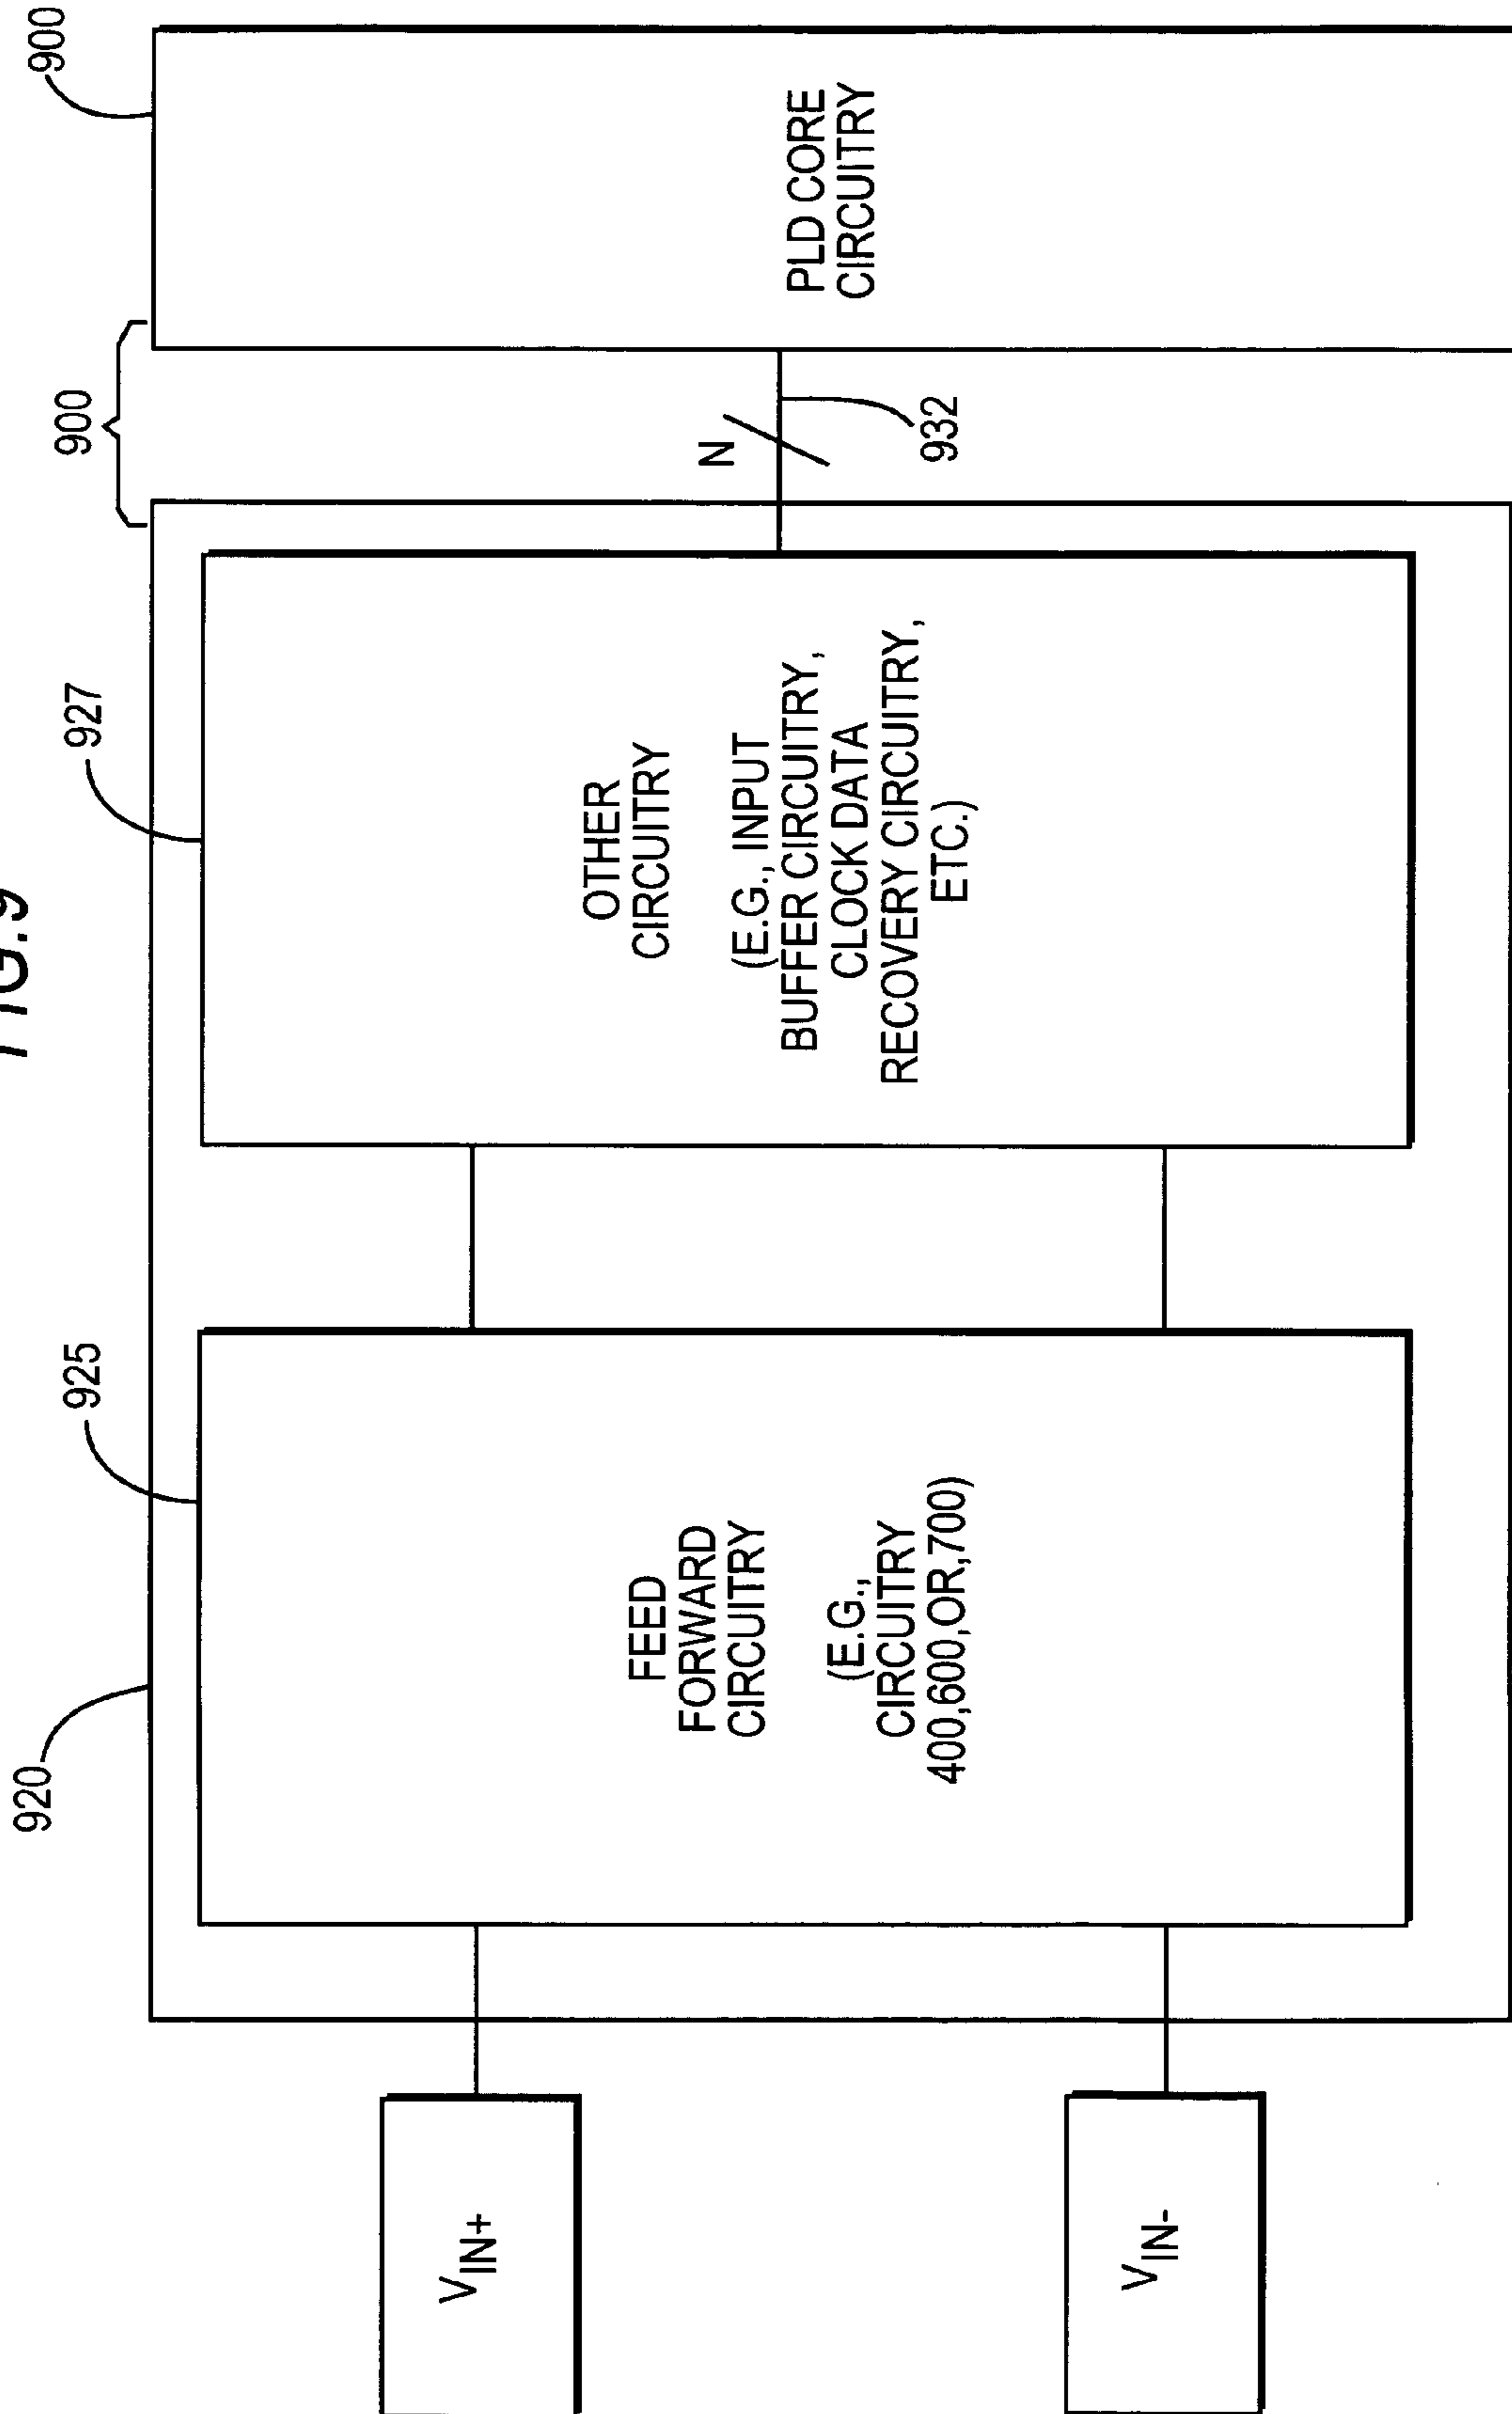 FIG.9
920
925
927
900
900
VIN+
VIN-
FEED
FORWARD
CIRCUITRY
(E.G.,
CIRCUITRY
400,600,OR,700)
OTHER
CIRCUITRY
(E.G., INPUT
BUFFER CIRCUITRY,
CLOCK DATA
RECOVERY CIRCUITRY,
ETC.)
N
932
PLD CORE
CIRCUITRY